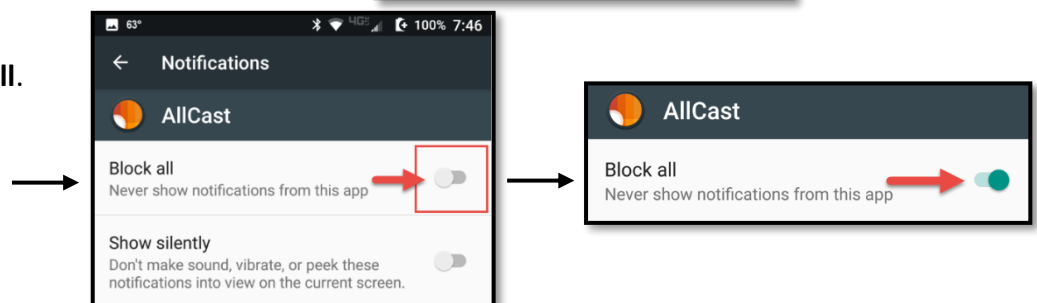 63° 4G 100% 7:46
Notifications
ll.
AllCast
Block all
Never show notifications from this app
Show silently
Don't make sound, vibrate, or peek these
notifications into view on the current screen.
AllCast
Block all
Never show notifications from this app